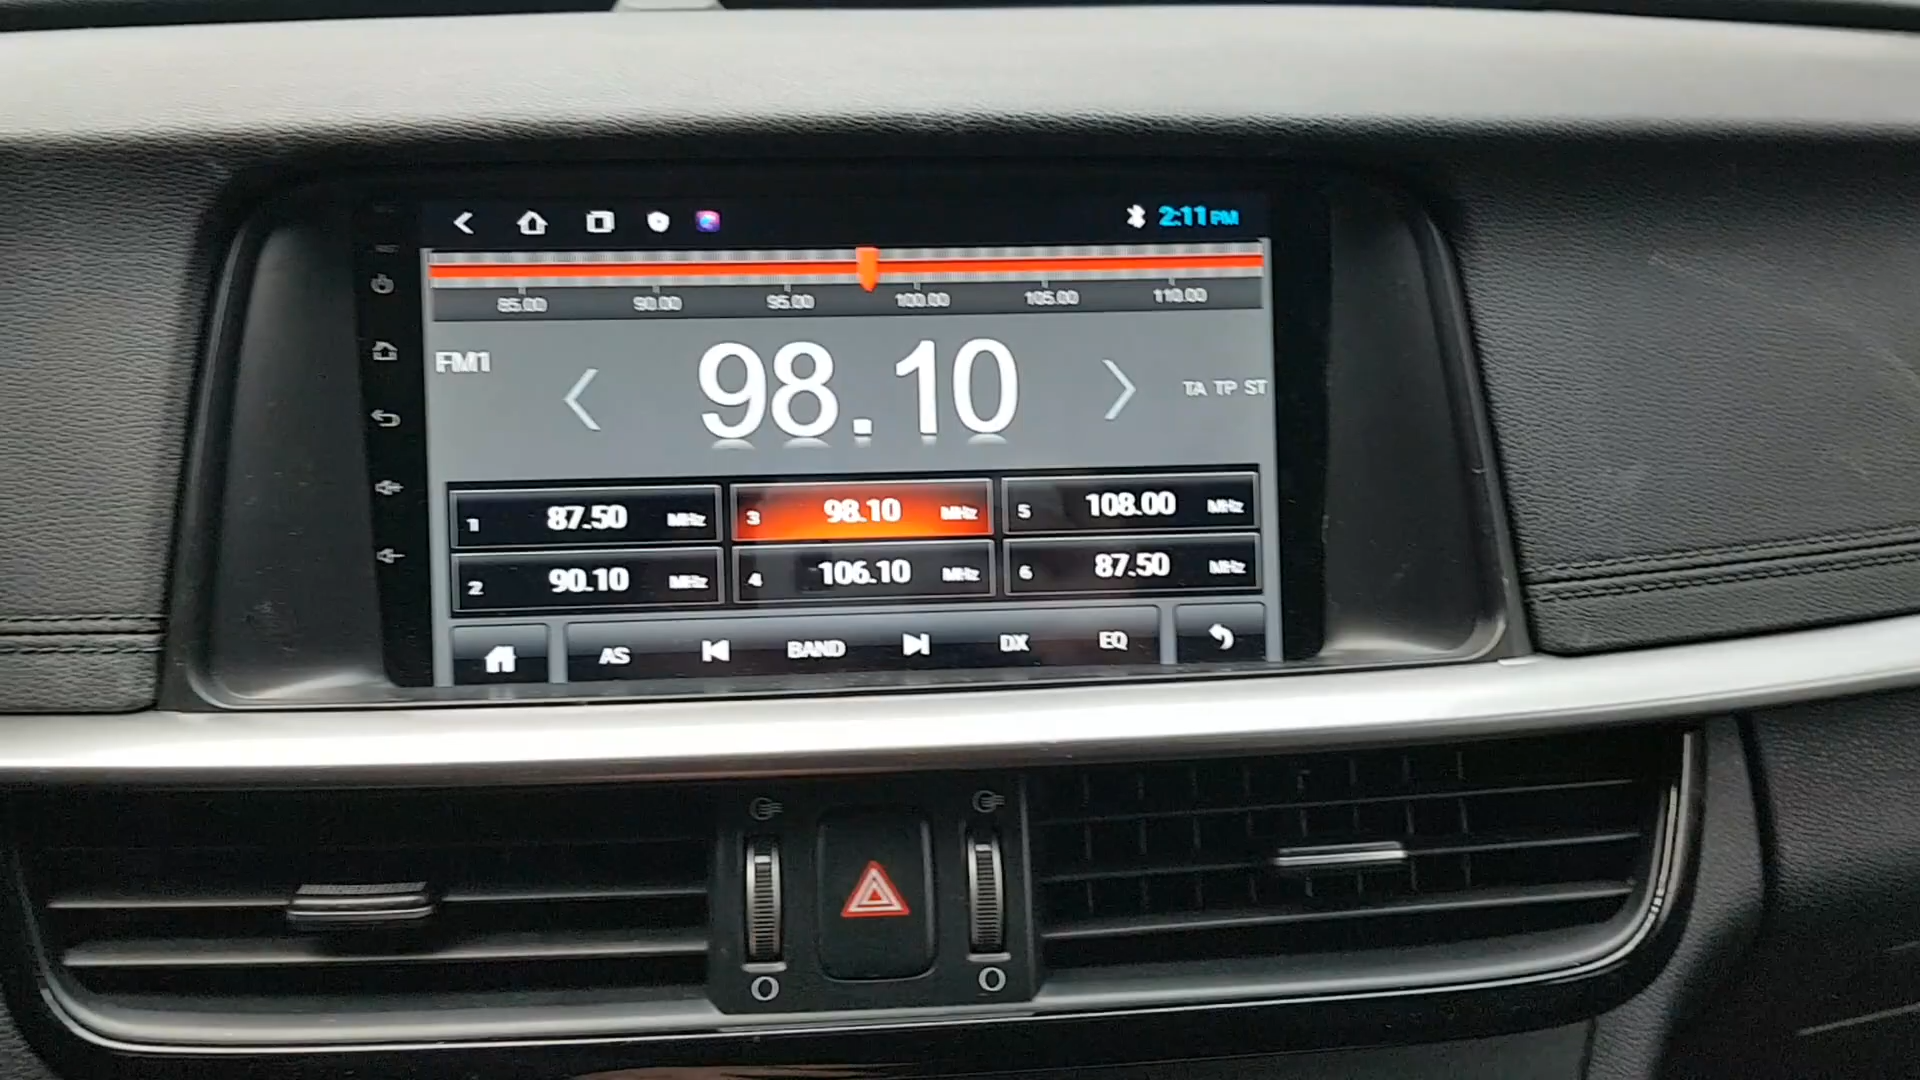 2:11 PM
85.00 90.00 95.00 100.00 105.00 110.00
FM1
98.10
TA TP ST
1 87.50 MHz
3 98.10 MHz
5 108.00 MHz
2 90.10 MHz
4 106.10 MHz
6 87.50 MHz
AS BAND DX EQ